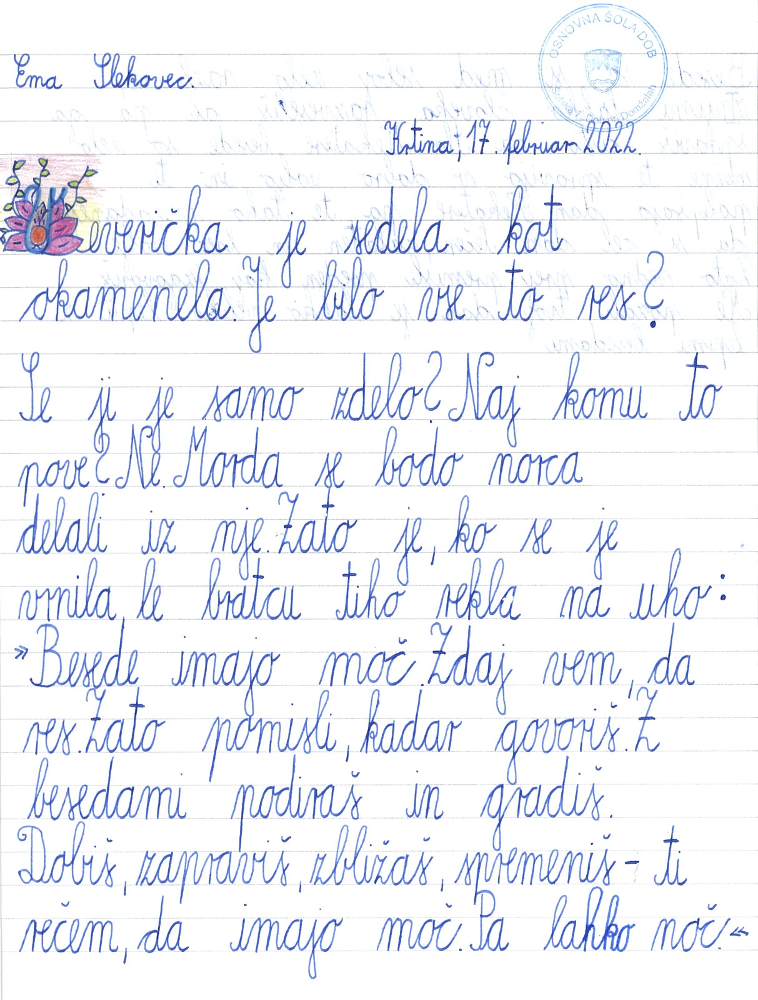 OSNOVNA ŠOLA DOB
Šolska 7, Dob pri Domžalah
Ema Slekovec.
Krtina, 17. februar 2022.
Veverička je sedela kot
okamenela. Je bilo vse to res?
Se ji je samo zdelo? Naj komu to
pove? Ne. Morda se bodo norca
delali iz nje. Zato je, ko se je
vrnila, le bratcu tiho rekla na uho:
»Besede imajo moč. Zdaj vem, da
res. Zato pomisli, kadar govoriš. Z
besedami podiraš in gradiš.
Dobiš, zapraviš, zbližaš, spremeniš - ti
rečem, da imajo moč. Pa lahko noč.«